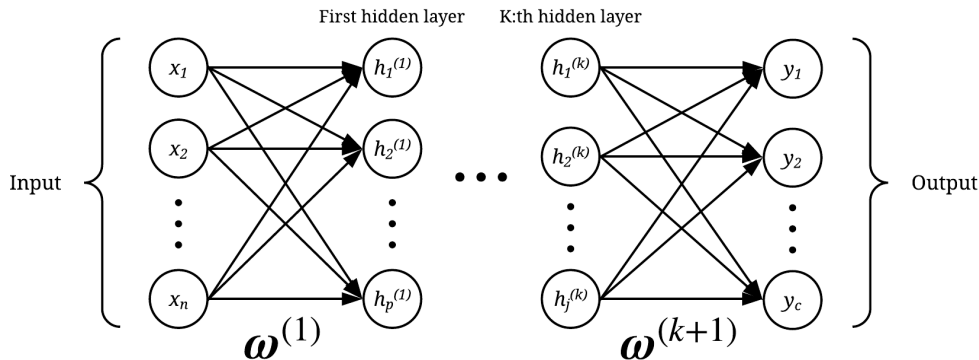 First hidden layer K:th hidden layer
x₁ h₁⁽¹⁾ h₁⁽ᵏ⁾ y₁
x₂ h₂⁽¹⁾ h₂⁽ᵏ⁾ y₂
Input ... Output
xₙ hₚ⁽¹⁾ hⱼ⁽ᵏ⁾ y_c
ω⁽¹⁾ ω⁽ᵏ⁺¹⁾